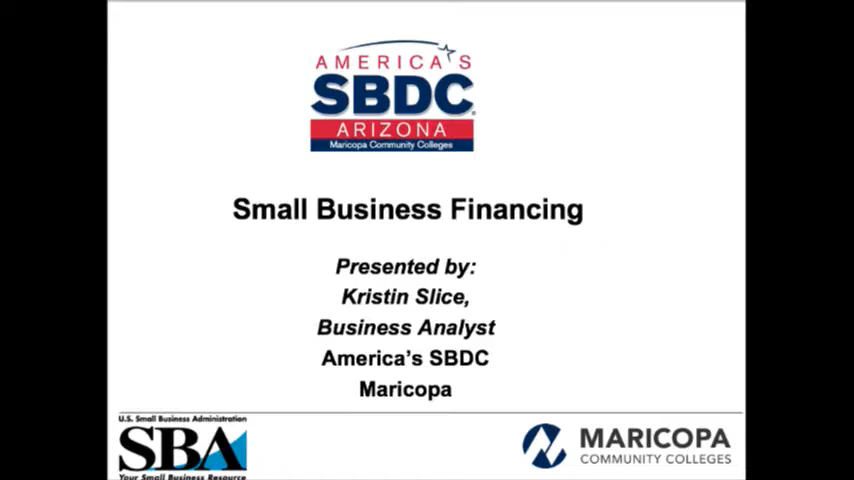 AMERICA'S
SBDC
ARIZONA
Maricopa Community Colleges
Small Business Financing
Presented by:
Kristin Slice,
Business Analyst
America's SBDC
Maricopa
U.S. Small Business Administration
SBA
Your Small Business Resource
MARICOPA
COMMUNITY COLLEGES